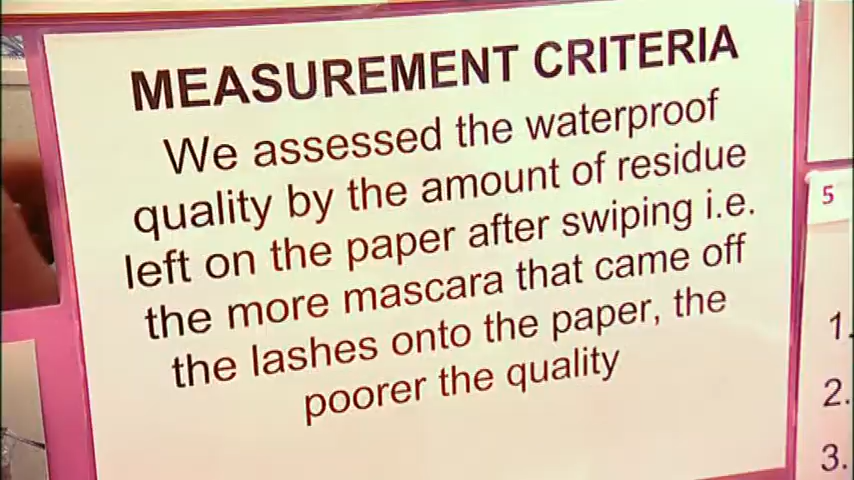 MEASUREMENT CRITERIA
We assessed the waterproof
quality by the amount of residue
left on the paper after swiping i.e.
the more mascara that came off
the lashes onto the paper, the
poorer the quality
5
1.
2.
3.